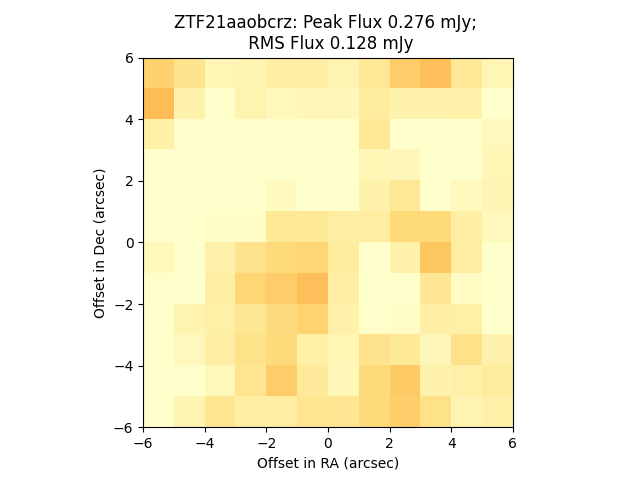 ZTF21aaobcrz: Peak Flux 0.276 mJy;
RMS Flux 0.128 mJy
6
4
2
0
−2
−4
−6
Offset in Dec (arcsec)
−6 −4 −2 0 2 4 6
Offset in RA (arcsec)